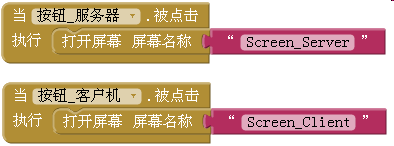 当 按钮_服务器 .被点击
执行 打开屏幕 屏幕名称 “ Screen_Server ”
当 按钮_客户机 .被点击
执行 打开屏幕 屏幕名称 “ Screen_Client ”